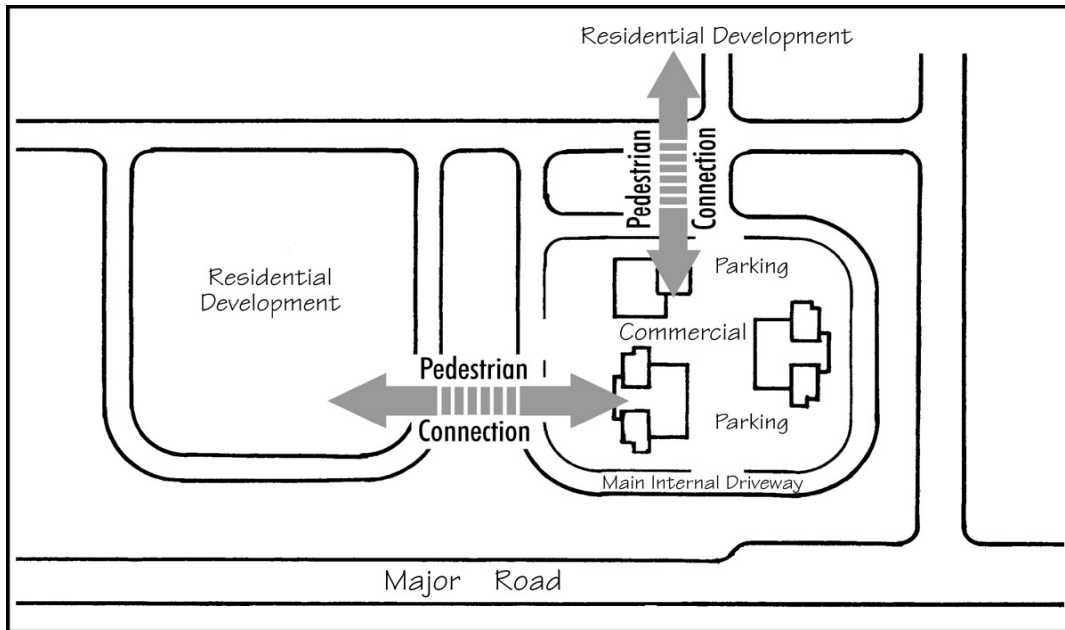 Residential Development
Pedestrian
Connection
Parking
Residential
Development
Commercial
Pedestrian
Connection
Parking
Main Internal Driveway
Major Road